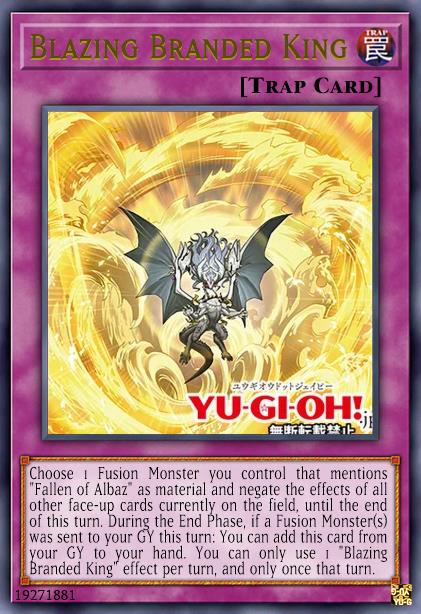 Blazing Branded King
TRAP
罠
[Trap Card]
ユウギオウドットジェイピー
YU-GI-OH!
無断転載禁止
Choose 1 Fusion Monster you control that mentions
"Fallen of Albaz" as material and negate the effects of all
other face-up cards currently on the field, until the end
of this turn. During the End Phase, if a Fusion Monster(s)
was sent to your GY this turn: You can add this card from
your GY to your hand. You can only use 1 "Blazing
Branded King" effect per turn, and only once that turn.
19271881